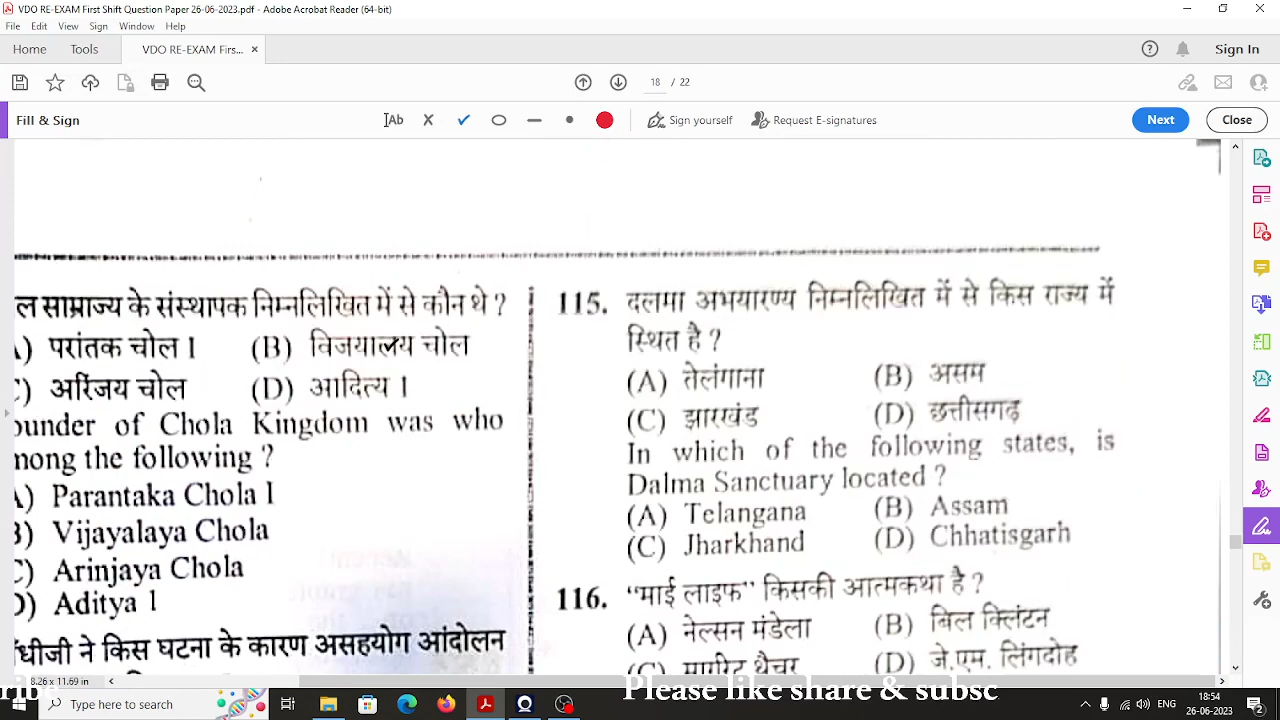 VDO RE-EXAM First Shift Question Paper 26-06-2023.pdf - Adobe Acrobat Reader (64-bit)
File Edit View Sign Window Help
Home Tools VDO RE-EXAM Firs... × Sign In
18 / 22
Fill & Sign Ab Sign yourself Request E-signatures Next Close
ल साम्राज्य के संस्थापक निम्नलिखित में से कौन थे ?
) परांतक चोल I (B) विजयालय चोल
) अरिंजय चोल (D) आदित्य I
ounder of Chola Kingdom was who
mong the following ?
) Parantaka Chola I
) Vijayalaya Chola
) Arinjaya Chola
) Aditya I
धीजी ने किस घटना के कारण असहयोग आंदोलन
115. दलमा अभयारण्य निम्नलिखित में से किस राज्य में
स्थित है ?
(A) तेलंगाना (B) असम
(C) झारखंड (D) छत्तीसगढ़
In which of the following states, is
Dalma Sanctuary located ?
(A) Telangana (B) Assam
(C) Jharkhand (D) Chhatisgarh
116. “माई लाइफ” किसकी आत्मकथा है ?
(A) नेल्सन मंडेला (B) बिल क्लिंटन
(C) मार्गरेट थैचर (D) जे.एम. लिंगदोह
8.26 x 11.69 in
ribe Please like share & subsc
Type here to search
ENG
18:54
26-06-2023